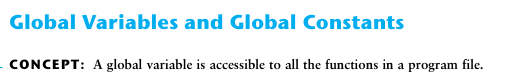 Global Variables and Global Constants
CONCEPT: A global variable is accessible to all the functions in a program file.